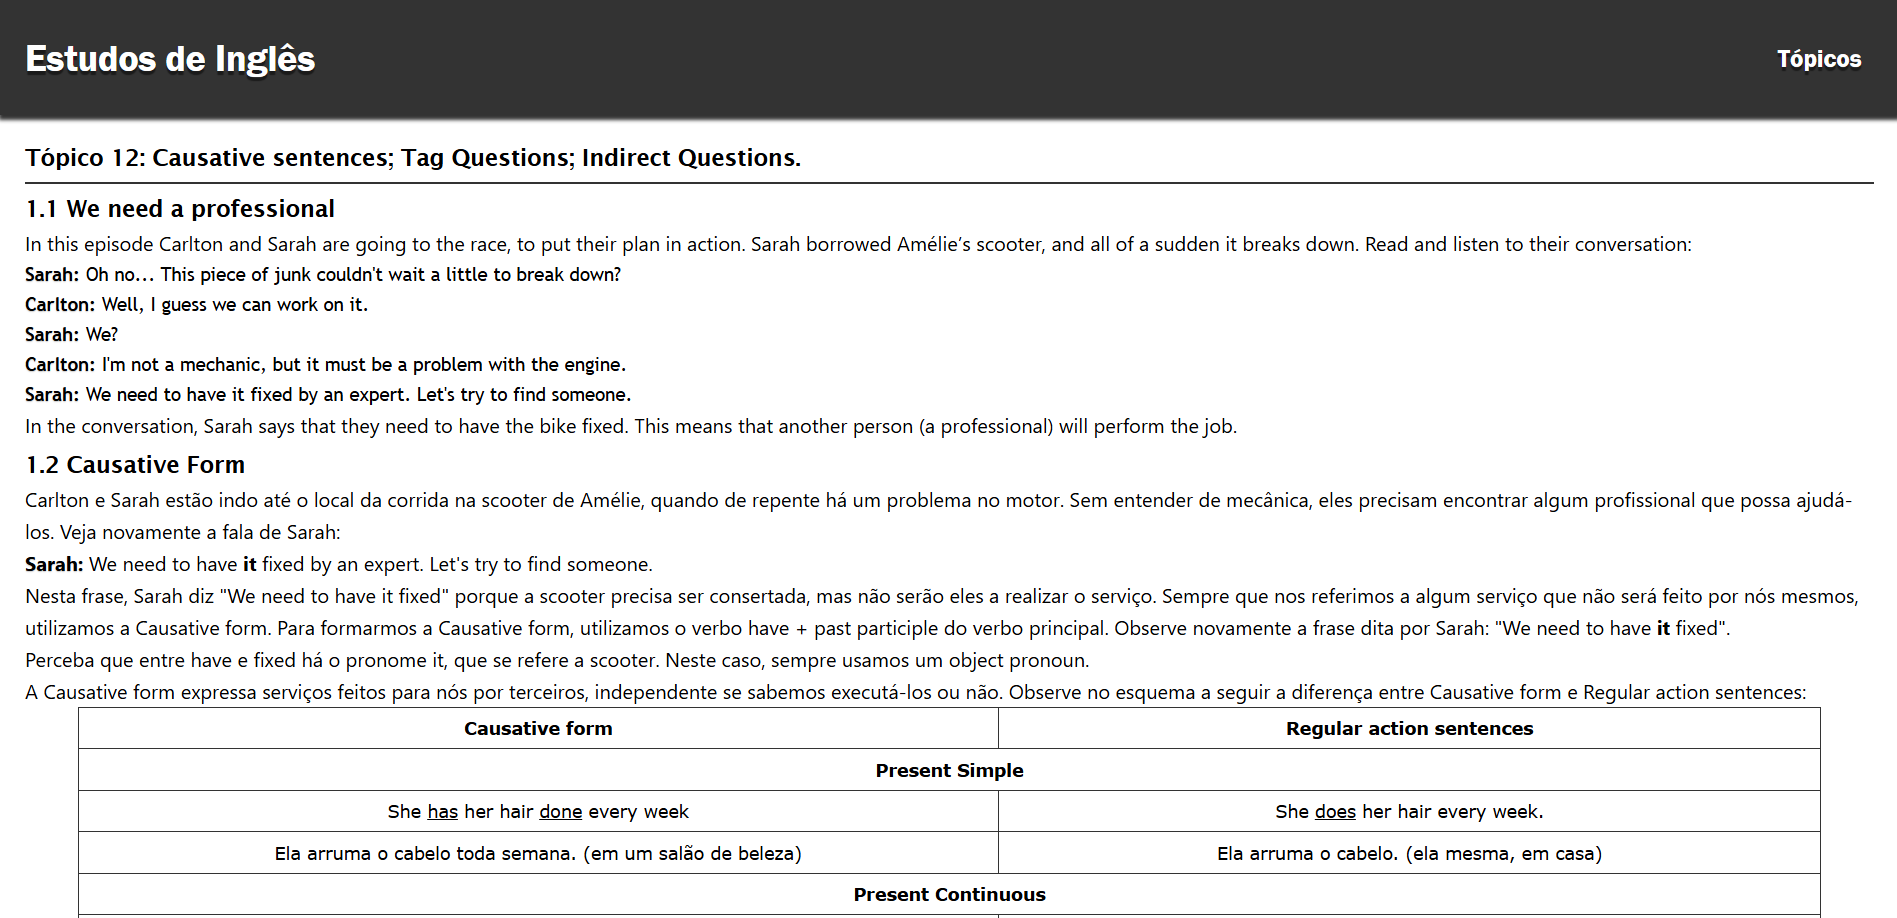 Estudos de Inglês
Tópicos
Tópico 12: Causative sentences; Tag Questions; Indirect Questions.
1.1 We need a professional
In this episode Carlton and Sarah are going to the race, to put their plan in action. Sarah borrowed Amélie’s scooter, and all of a sudden it breaks down. Read and listen to their conversation:
Sarah: Oh no... This piece of junk couldn't wait a little to break down?
Carlton: Well, I guess we can work on it.
Sarah: We?
Carlton: I'm not a mechanic, but it must be a problem with the engine.
Sarah: We need to have it fixed by an expert. Let's try to find someone.
In the conversation, Sarah says that they need to have the bike fixed. This means that another person (a professional) will perform the job.
1.2 Causative Form
Carlton e Sarah estão indo até o local da corrida na scooter de Amélie, quando de repente há um problema no motor. Sem entender de mecânica, eles precisam encontrar algum profissional que possa ajudá-
los. Veja novamente a fala de Sarah:
Sarah: We need to have it fixed by an expert. Let's try to find someone.
Nesta frase, Sarah diz "We need to have it fixed" porque a scooter precisa ser consertada, mas não serão eles a realizar o serviço. Sempre que nos referimos a algum serviço que não será feito por nós mesmos,
utilizamos a Causative form. Para formarmos a Causative form, utilizamos o verbo have + past participle do verbo principal. Observe novamente a frase dita por Sarah: "We need to have it fixed".
Perceba que entre have e fixed há o pronome it, que se refere a scooter. Neste caso, sempre usamos um object pronoun.
A Causative form expressa serviços feitos para nós por terceiros, independente se sabemos executá-los ou não. Observe no esquema a seguir a diferença entre Causative form e Regular action sentences:
Causative form
Regular action sentences
Present Simple
She has her hair done every week
She does her hair every week.
Ela arruma o cabelo toda semana. (em um salão de beleza)
Ela arruma o cabelo. (ela mesma, em casa)
Present Continuous